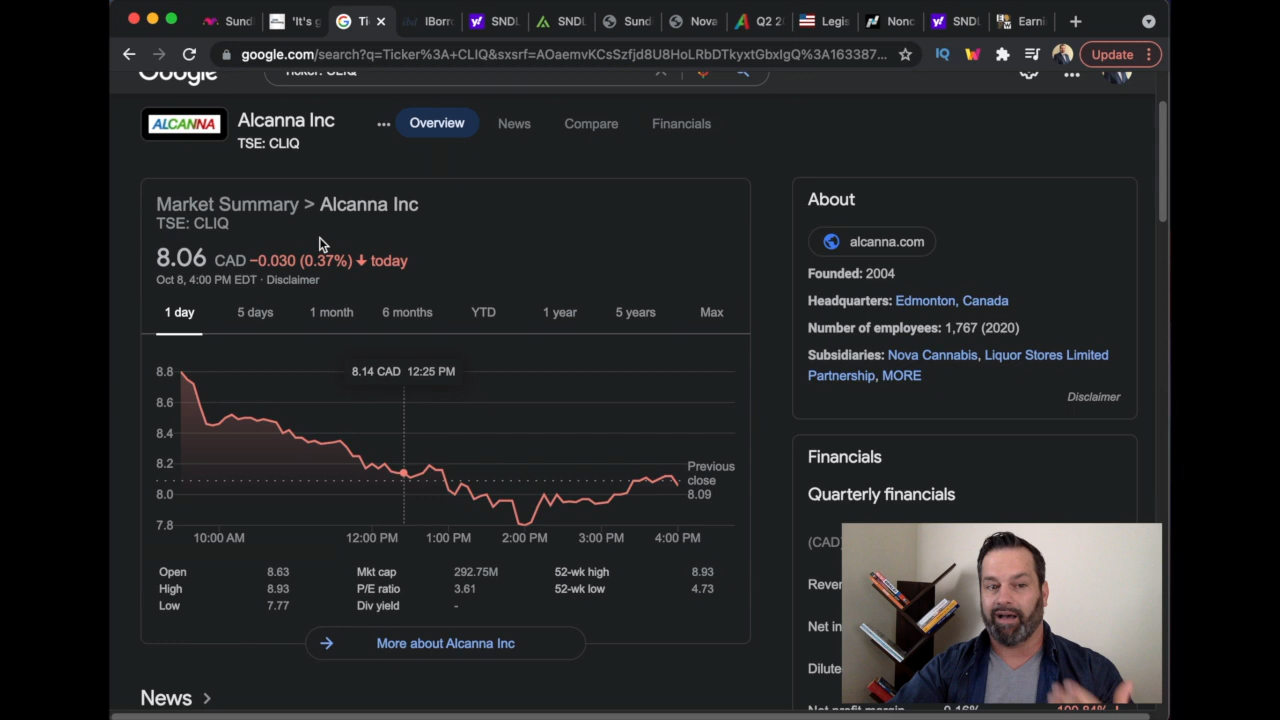 Sund
'It's g
Ti
IBorr
SNDL
SNDL
Sund
Nova
Q2 2
Legis
Nonc
SNDL
Earni
google.com/search?q=Ticker%3A+CLIQ&sxsrf=AOaemvKCsSzfjd8U8HoLRbDTkyxtGbxIgQ%3A163387...
Update
Google
Ticker: CLIQ
ALCANNA
Alcanna Inc
TSE: CLIQ
Overview
News
Compare
Financials
Market Summary > Alcanna Inc
TSE: CLIQ
8.06 CAD −0.030 (0.37%) today
Oct 8, 4:00 PM EDT · Disclaimer
1 day 5 days 1 month 6 months YTD 1 year 5 years Max
8.14 CAD 12:25 PM
8.8
8.6
8.4
8.2
8.0
7.8
Previous
close
8.09
10:00 AM 12:00 PM 1:00 PM 2:00 PM 3:00 PM 4:00 PM
Open 8.63 Mkt cap 292.75M 52-wk high 8.93
High 8.93 P/E ratio 3.61 52-wk low 4.73
Low 7.77 Div yield -
More about Alcanna Inc
News
About
alcanna.com
Founded: 2004
Headquarters: Edmonton, Canada
Number of employees: 1,767 (2020)
Subsidiaries: Nova Cannabis, Liquor Stores Limited
Partnership, MORE
Disclaimer
Financials
Quarterly financials
(CAD
Rever
Net in
Dilute
Net profit margin 0.16% 109.84%